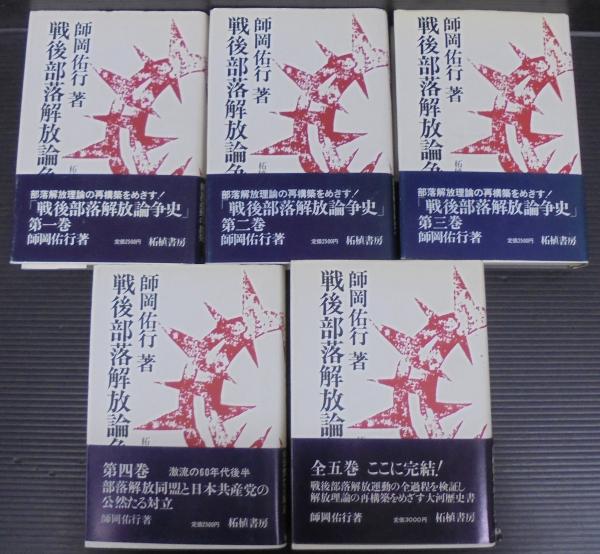 師岡佑行 著
戦後部落解放論争
部落解放理論の再構築をめざす!
「戦後部落解放論争史」
第一巻
師岡佑行著
定価2500円
柘植書房
師岡佑行 著
戦後部落解放論争
柘植
部落解放理論の再構築をめざす!
「戦後部落解放論争史」
第二巻
師岡佑行著
定価2500円
柘植書房
師岡佑行 著
戦後部落解放論争
柘植
部落解放理論の再構築をめざす!
「戦後部落解放論争史」
第三巻
師岡佑行著
定価2500円
柘植書房
師岡佑行 著
戦後部落解放論争
柘
第四巻 激流の60年代後半
部落解放同盟と日本共産党の
公然たる対立
師岡佑行著
定価2500円
柘植書房
師岡佑行 著
戦後部落解放論争
柘
全五巻 ここに完結!
戦後部落解放運動の全過程を検証し
解放理論の再構築をめざす大河歴史書
師岡佑行著
定価3000円
柘植書房